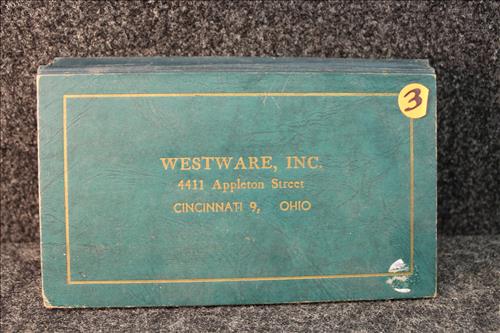 3
WESTWARE, INC.
4411 Appleton Street
CINCINNATI 9, OHIO